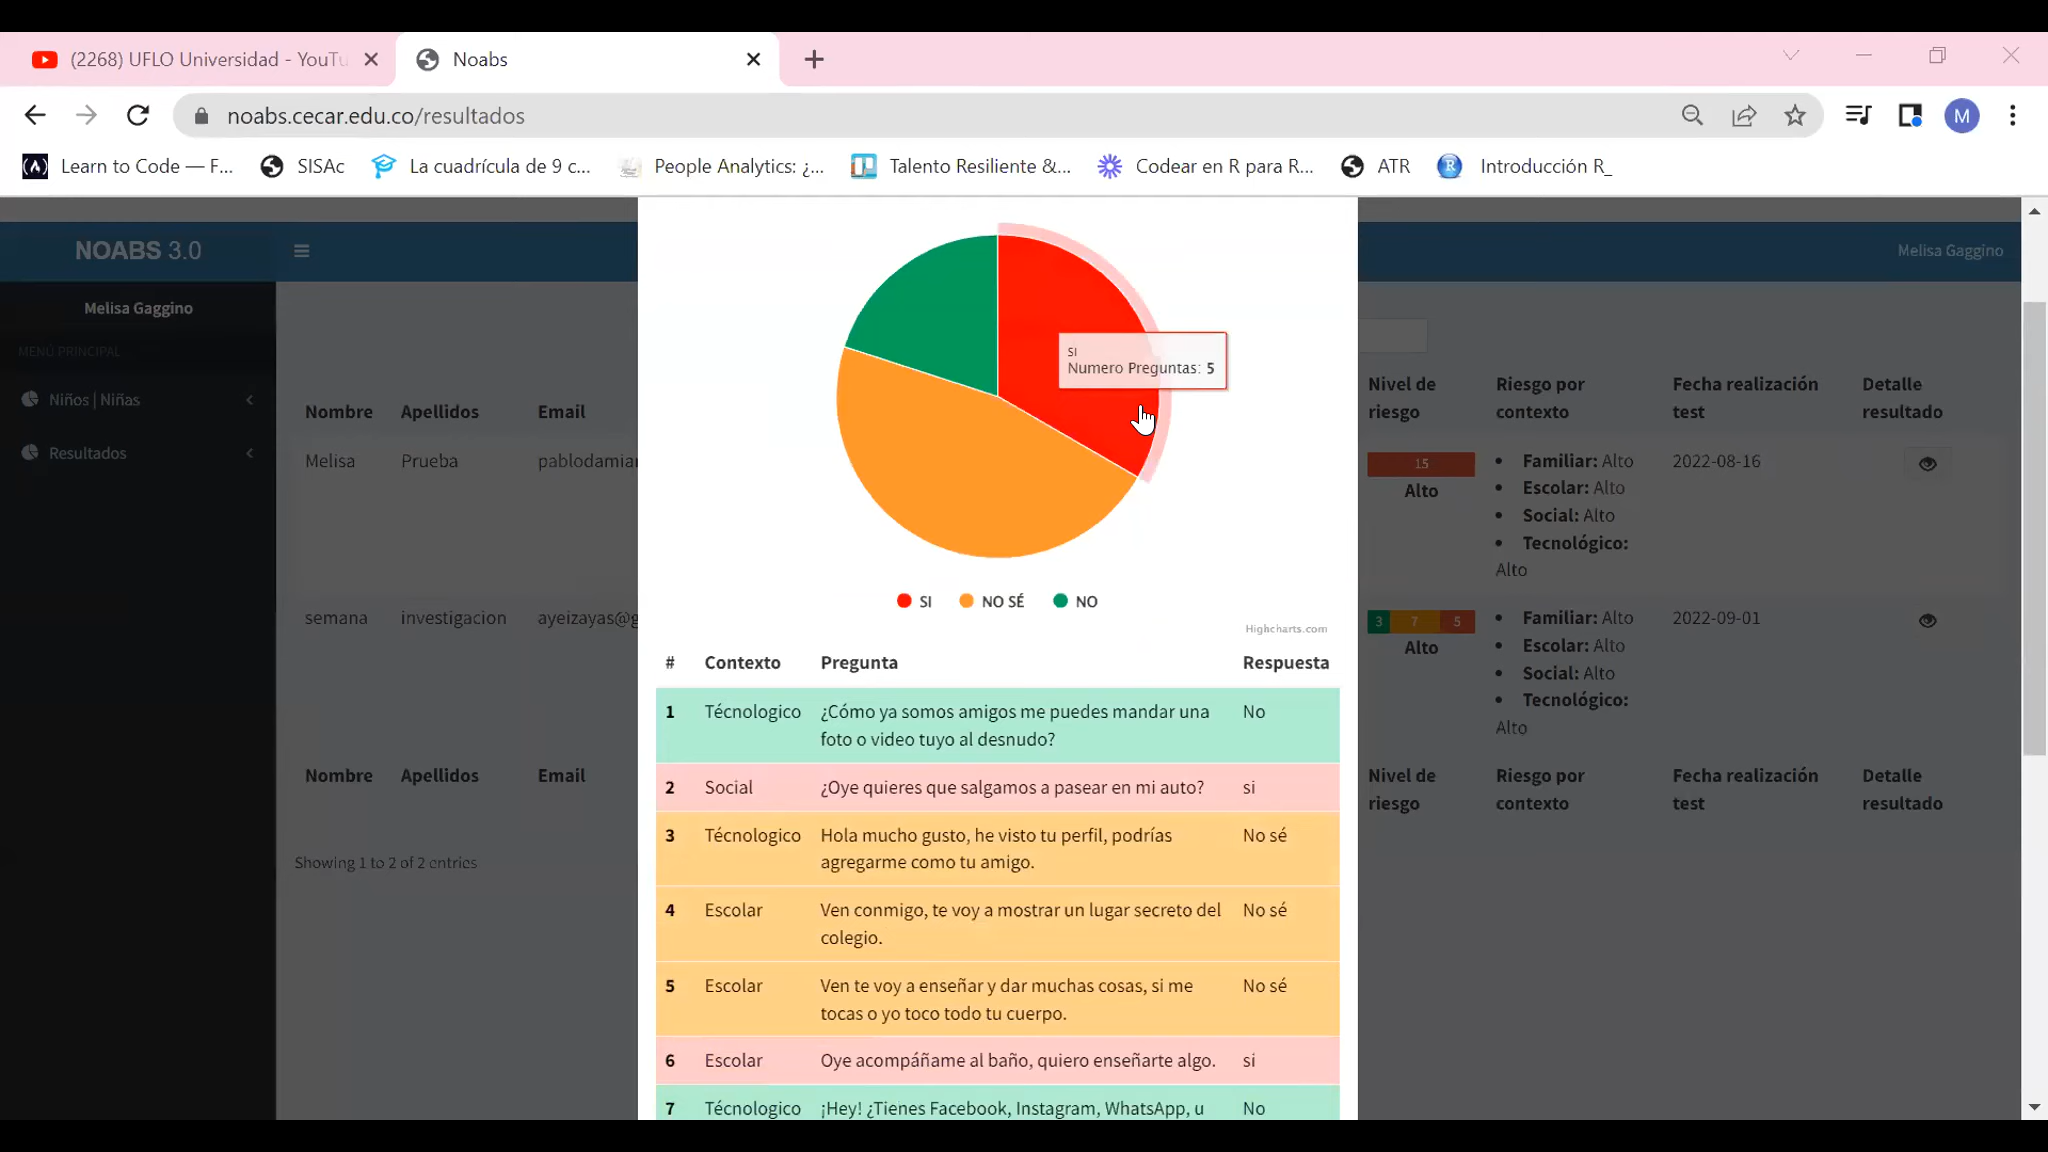 (2268) UFLO Universidad - YouTu
Noabs
noabs.cecar.edu.co/resultados
M
Learn to Code — F...
SISAc
La cuadrícula de 9 c...
People Analytics: ¿...
Talento Resiliente &...
Codear en R para R...
ATR
Introducción R_
NOABS 3.0
Melisa Gaggino
Melisa Gaggino
MENÚ PRINCIPAL
Niños | Niñas
Resultados
SI
Numero Preguntas: 5
SI NO SÉ NO
Highcharts.com
# Contexto Pregunta Respuesta
1 Técnologico ¿Cómo ya somos amigos me puedes mandar una No
foto o video tuyo al desnudo?
2 Social ¿Oye quieres que salgamos a pasear en mi auto? si
3 Técnologico Hola mucho gusto, he visto tu perfil, podrías No sé
agregarme como tu amigo.
4 Escolar Ven conmigo, te voy a mostrar un lugar secreto del No sé
colegio.
5 Escolar Ven te voy a enseñar y dar muchas cosas, si me No sé
tocas o yo toco todo tu cuerpo.
6 Escolar Oye acompáñame al baño, quiero enseñarte algo. si
7 Técnologico ¡Hey! ¿Tienes Facebook, Instagram, WhatsApp, u No
Nombre Apellidos Email
Melisa Prueba pablodamiar
semana investigacion ayeizayas@g
Nombre Apellidos Email
Showing 1 to 2 of 2 entries
Nivel de Riesgo por Fecha realización Detalle
riesgo contexto test resultado
15 Familiar: Alto 2022-08-16
Alto Escolar: Alto
Social: Alto
Tecnológico:
Alto
3 7 5 Familiar: Alto 2022-09-01
Alto Escolar: Alto
Social: Alto
Tecnológico:
Alto
Nivel de Riesgo por Fecha realización Detalle
riesgo contexto test resultado